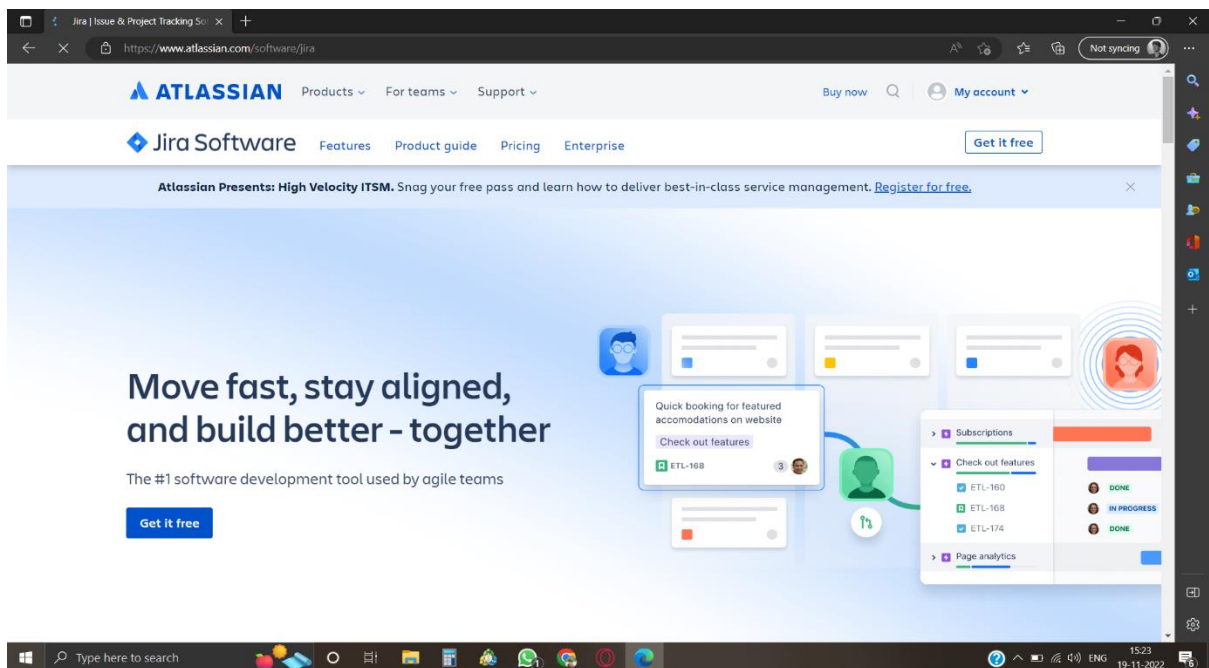 Jira | Issue & Project Tracking So
https://www.atlassian.com/software/jira
Not syncing
ATLASSIAN
Products
For teams
Support
Buy now
My account
Jira Software
Features
Product guide
Pricing
Enterprise
Get it free
Atlassian Presents: High Velocity ITSM. Snag your free pass and learn how to deliver best-in-class service management. Register for free.
Move fast, stay aligned,
and build better - together
The #1 software development tool used by agile teams
Get it free
Quick booking for featured
accomodations on website
Check out features
ETL-168
3
Subscriptions
Check out features
ETL-160
DONE
ETL-168
IN PROGRESS
ETL-174
DONE
Page analytics
Type here to search
ENG
15:23
19-11-2022